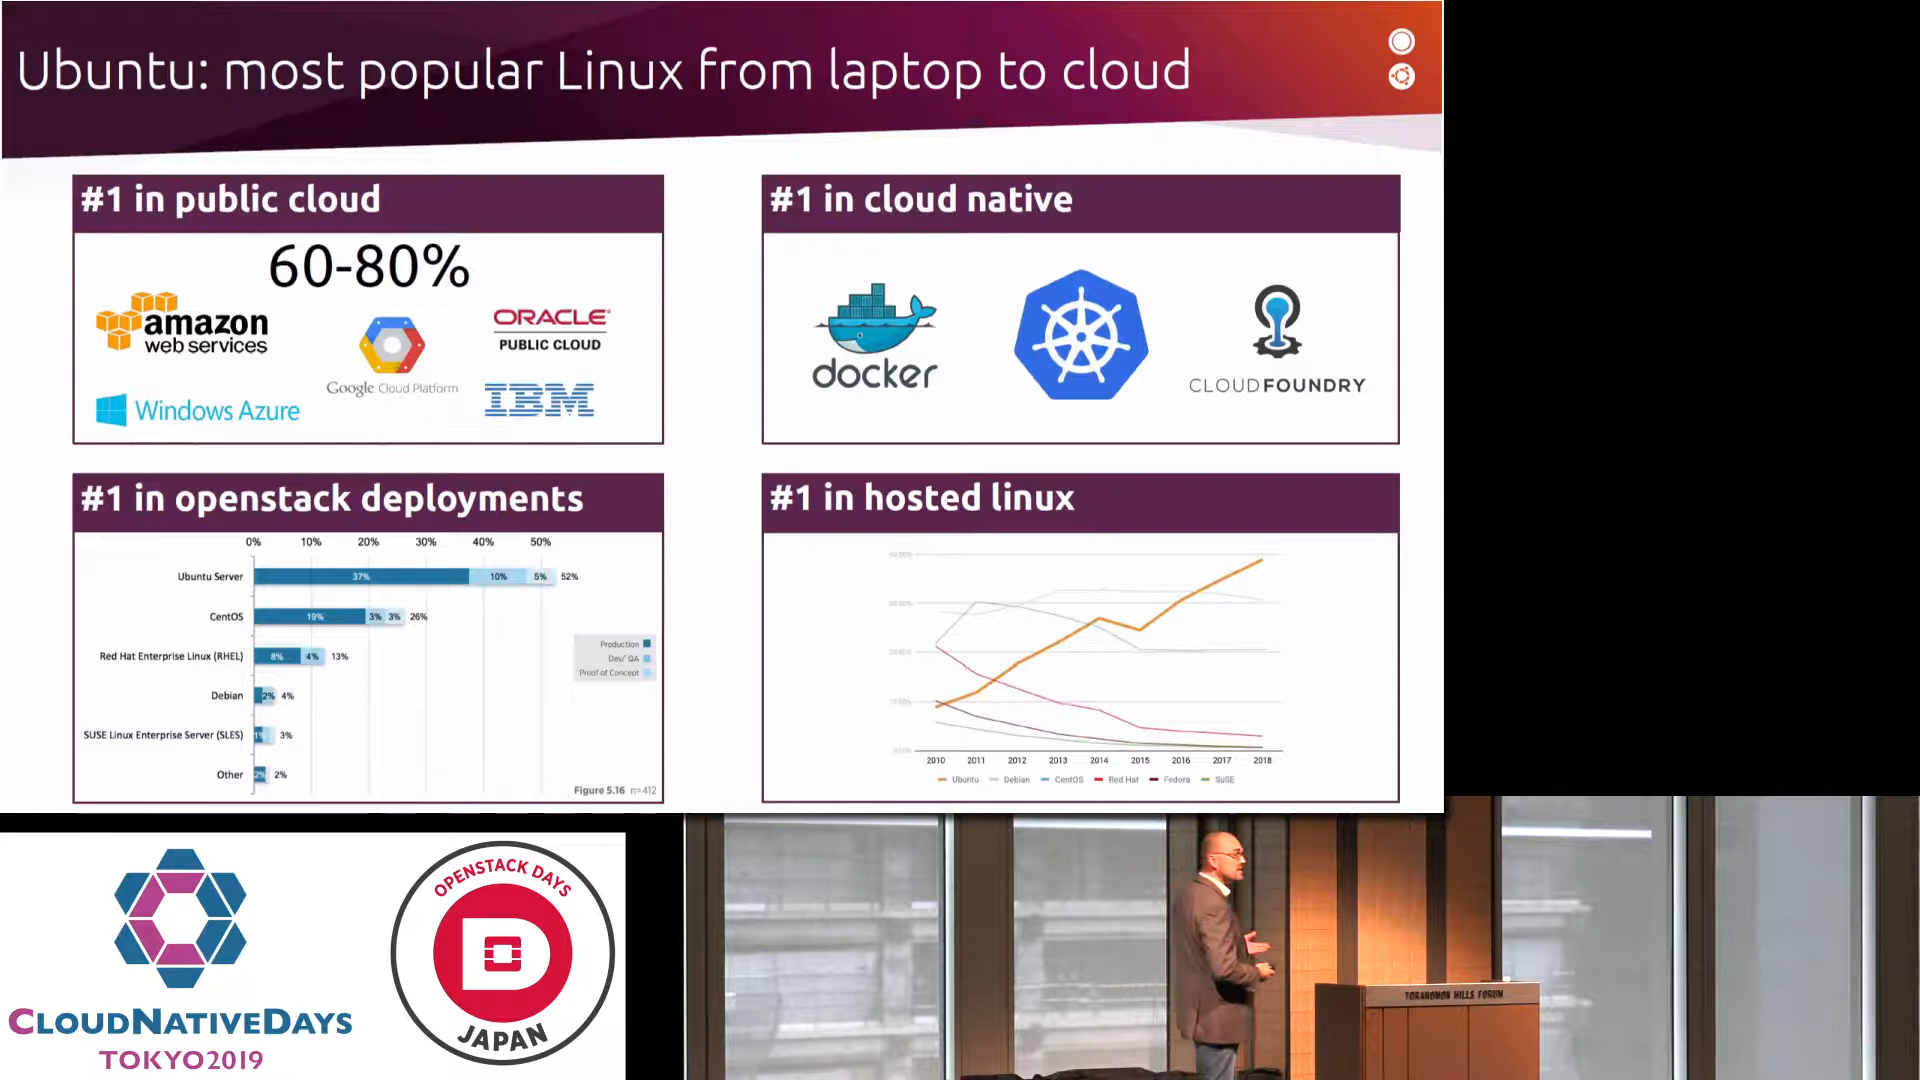 Ubuntu: most popular Linux from laptop to cloud
#1 in public cloud
60-80%
amazon
web services
Google Cloud Platform
ORACLE
PUBLIC CLOUD
Windows Azure
IBM
#1 in cloud native
docker
CLOUDFOUNDRY
#1 in openstack deployments
0% 10% 20% 30% 40% 50%
Ubuntu Server 37% 10% 5% 52%
CentOS 19% 3% 3% 26%
Red Hat Enterprise Linux (RHEL) 8% 4% 13%
Debian 2% 4%
SUSE Linux Enterprise Server (SLES) 1% 3%
Other 2% 2%
Production
Dev/ QA
Proof of Concept
Figure 5.16 n=412
#1 in hosted linux
2010 2011 2012 2013 2014 2015 2016 2017 2018
Ubuntu Debian CentOS Red Hat Fedora SuSE
CLOUDNATIVEDAYS
TOKYO2019
OPENSTACK DAYS
JAPAN
TORANOMON HILLS FORUM